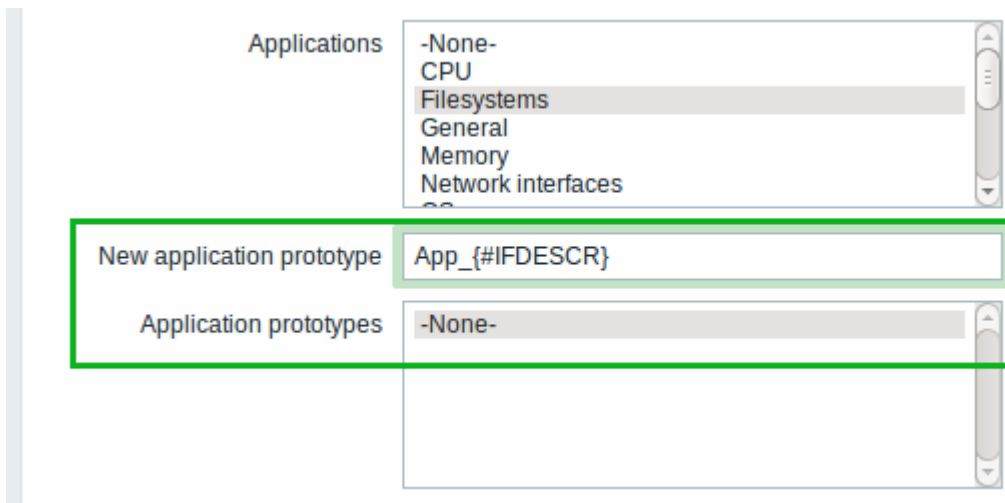 Applications
-None-
CPU
Filesystems
General
Memory
Network interfaces
New application prototype
App_{#IFDESCR}
Application prototypes
-None-